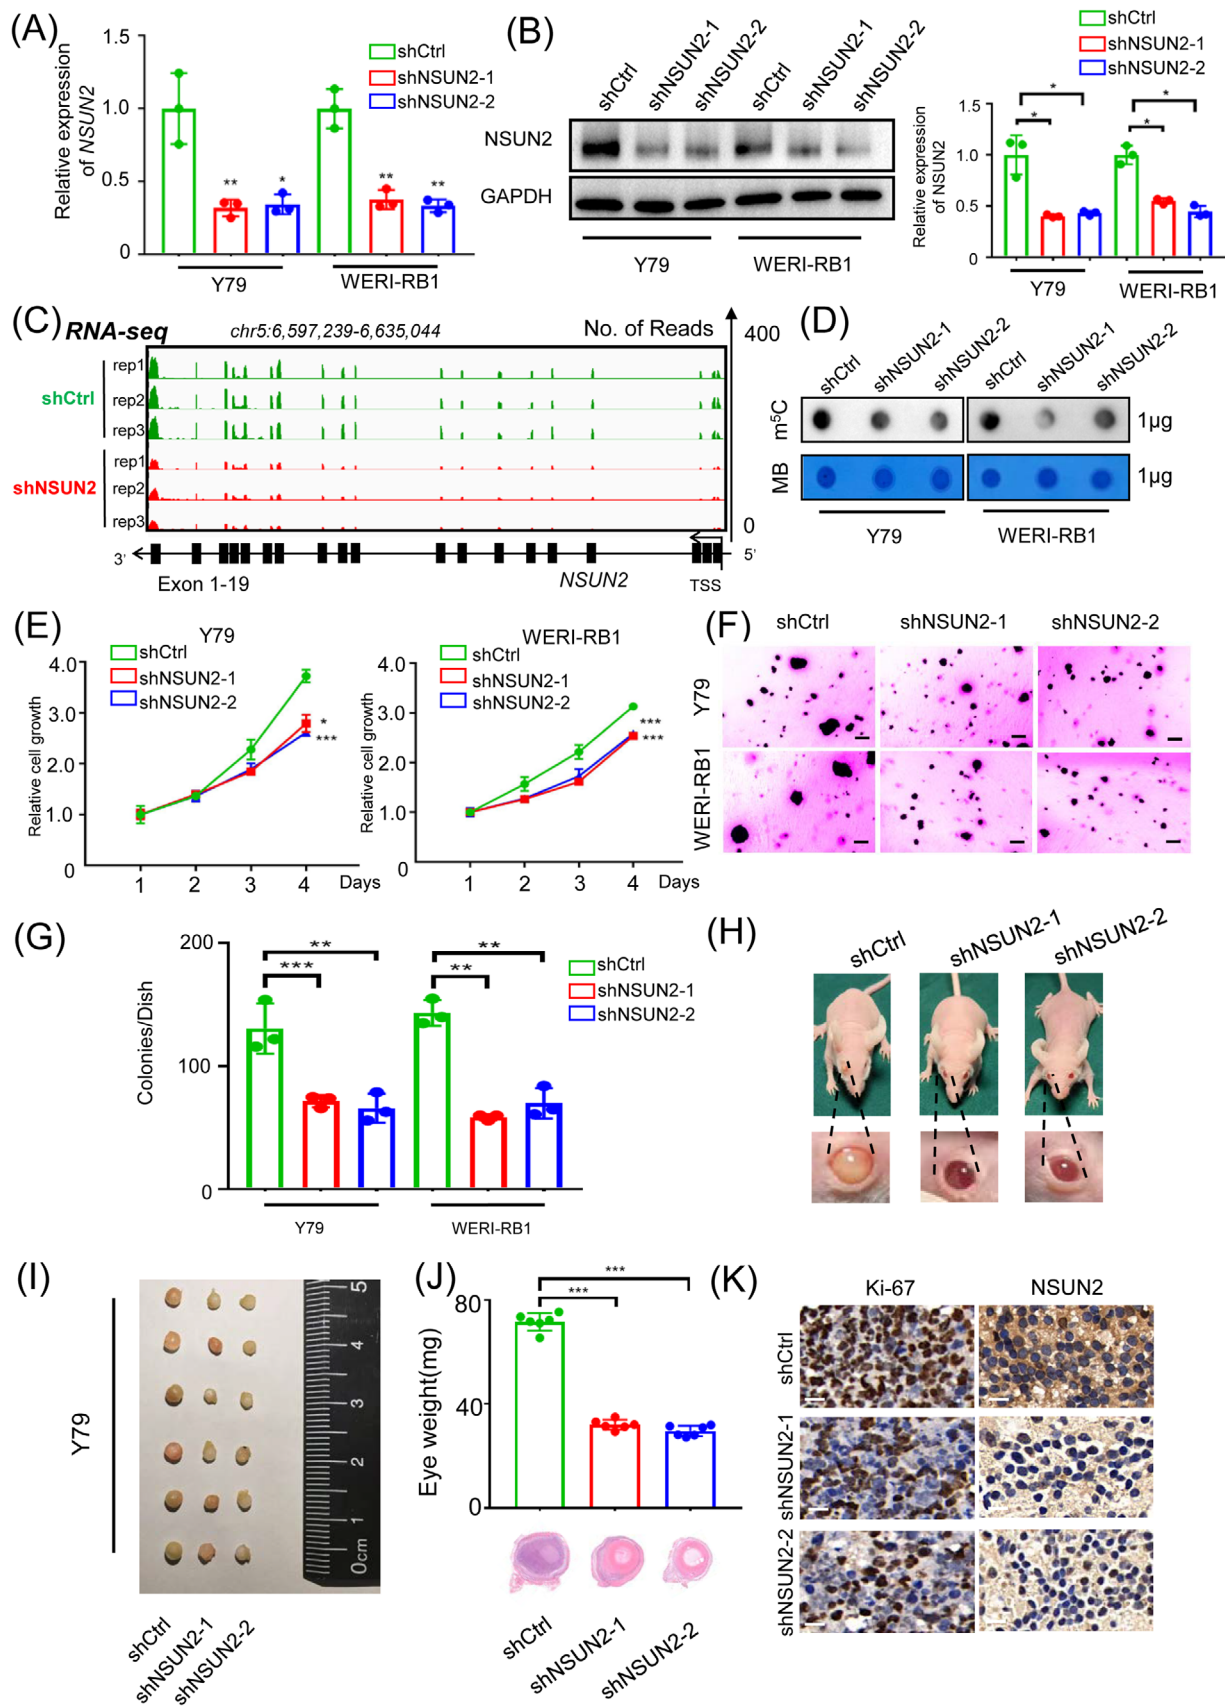 (A)
Relative expression
of NSUN2
1.5
1.0
0.5
0
shCtrl
shNSUN2-1
shNSUN2-2
**
*
**
**
Y79
WERI-RB1
(B)
shCtrl
shNSUN2-1
shNSUN2-2
shCtrl
shNSUN2-1
shNSUN2-2
NSUN2
GAPDH
Y79
WERI-RB1
shCtrl
shNSUN2-1
shNSUN2-2
Relative expression
of NSUN2
1.5
1.0
0.5
0
*
*
*
*
Y79
WERI-RB1
(C)
RNA-seq
chr5:6,597,239-6,635,044
No. of Reads
400
0
shCtrl
rep1
rep2
rep3
shNSUN2
rep1
rep2
rep3
3'
5'
Exon 1-19
NSUN2
TSS
(D)
shCtrl
shNSUN2-1
shNSUN2-2
shCtrl
shNSUN2-1
shNSUN2-2
m⁵C
1μg
MB
1μg
Y79
WERI-RB1
(E)
Y79
shCtrl
shNSUN2-1
shNSUN2-2
Relative cell growth
4.0
3.0
2.0
1.0
0
*
***
1
2
3
4
Days
WERI-RB1
shCtrl
shNSUN2-1
shNSUN2-2
Relative cell growth
4.0
3.0
2.0
1.0
0
***
***
1
2
3
4
Days
(F)
shCtrl
shNSUN2-1
shNSUN2-2
Y79
WERI-RB1
(G)
Colonies/Dish
200
100
0
**
***
**
**
shCtrl
shNSUN2-1
shNSUN2-2
Y79
WERI-RB1
(H)
shCtrl
shNSUN2-1
shNSUN2-2
(I)
Y79
5
4
3
2
1
0cm
shCtrl
shNSUN2-1
shNSUN2-2
(J)
Eye weight(mg)
80
40
0
***
***
shCtrl
shNSUN2-1
shNSUN2-2
(K)
Ki-67
NSUN2
shCtrl
shNSUN2-1
shNSUN2-2